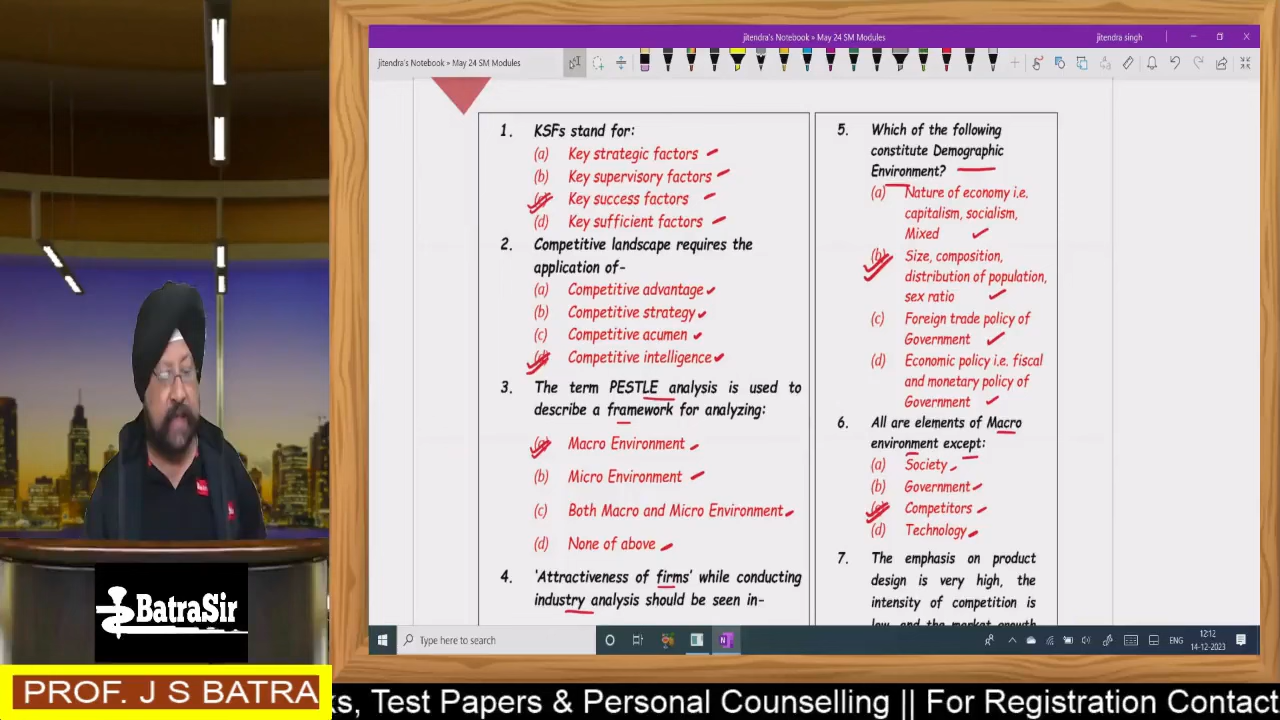 jitendra's Notebook » May 24 SM Modules
jitendra singh
jitendra's Notebook » May 24 SM Modules
1. KSFs stand for:
(a) Key strategic factors
(b) Key supervisory factors
Key success factors
(d) Key sufficient factors
2. Competitive landscape requires the
application of-
(a) Competitive advantage
(b) Competitive strategy
(c) Competitive acumen
Competitive intelligence
3. The term PESTLE analysis is used to
describe a framework for analyzing:
(a) Macro Environment
(b) Micro Environment
(c) Both Macro and Micro Environment
(d) None of above
4. 'Attractiveness of firms' while conducting
industry analysis should be seen in-
5. Which of the following
constitute Demographic
Environment?
(a) Nature of economy i.e.
capitalism, socialism,
Mixed
(b) Size, composition,
distribution of population,
sex ratio
(c) Foreign trade policy of
Government
(d) Economic policy i.e. fiscal
and monetary policy of
Government
6. All are elements of Macro
environment except:
(a) Society
(b) Government
(c) Competitors
(d) Technology
7. The emphasis on product
design is very high, the
intensity of competition is
low, and the market growth
Type here to search
ENG
12:12
14-12-2023
BatraSir
PROF. J S BATRA
ks, Test Papers & Personal Counselling || For Registration Contact